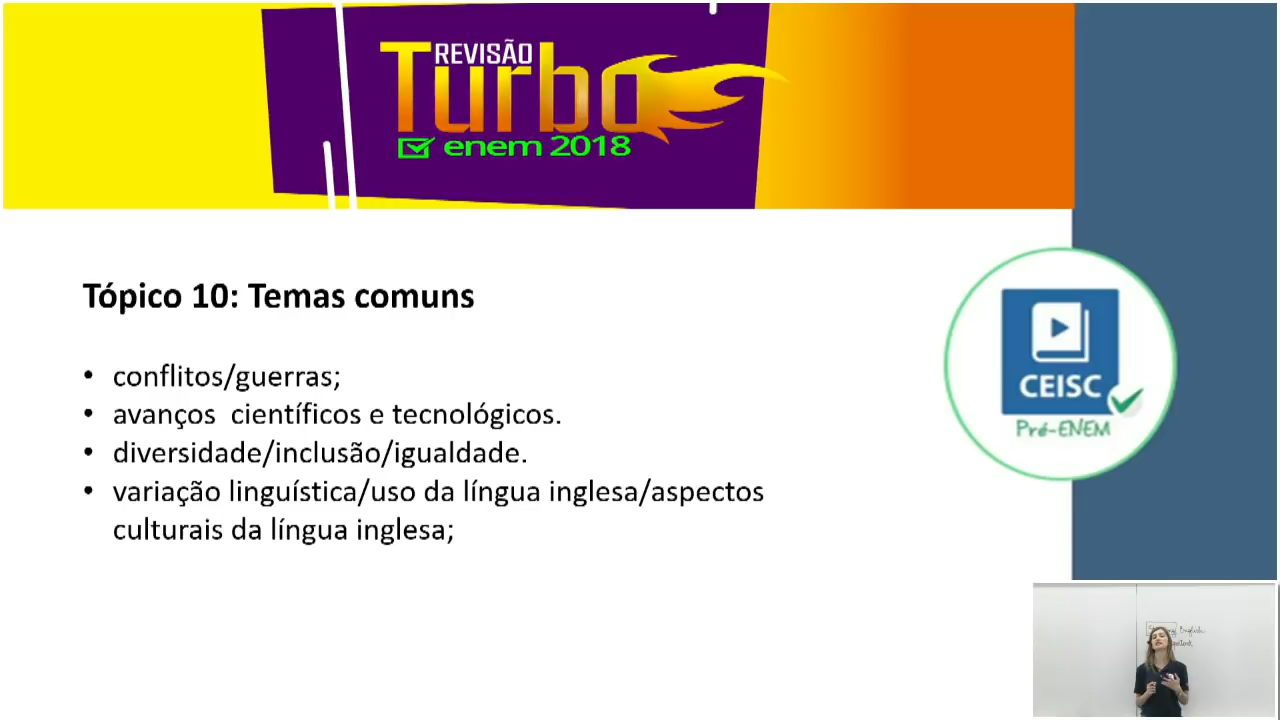 REVISÃO
Turbo
enem 2018
Tópico 10: Temas comuns
• conflitos/guerras;
• avanços  científicos e tecnológicos.
• diversidade/inclusão/igualdade.
• variação linguística/uso da língua inglesa/aspectos
culturais da língua inglesa;
CEISC
Pré-ENEM
English